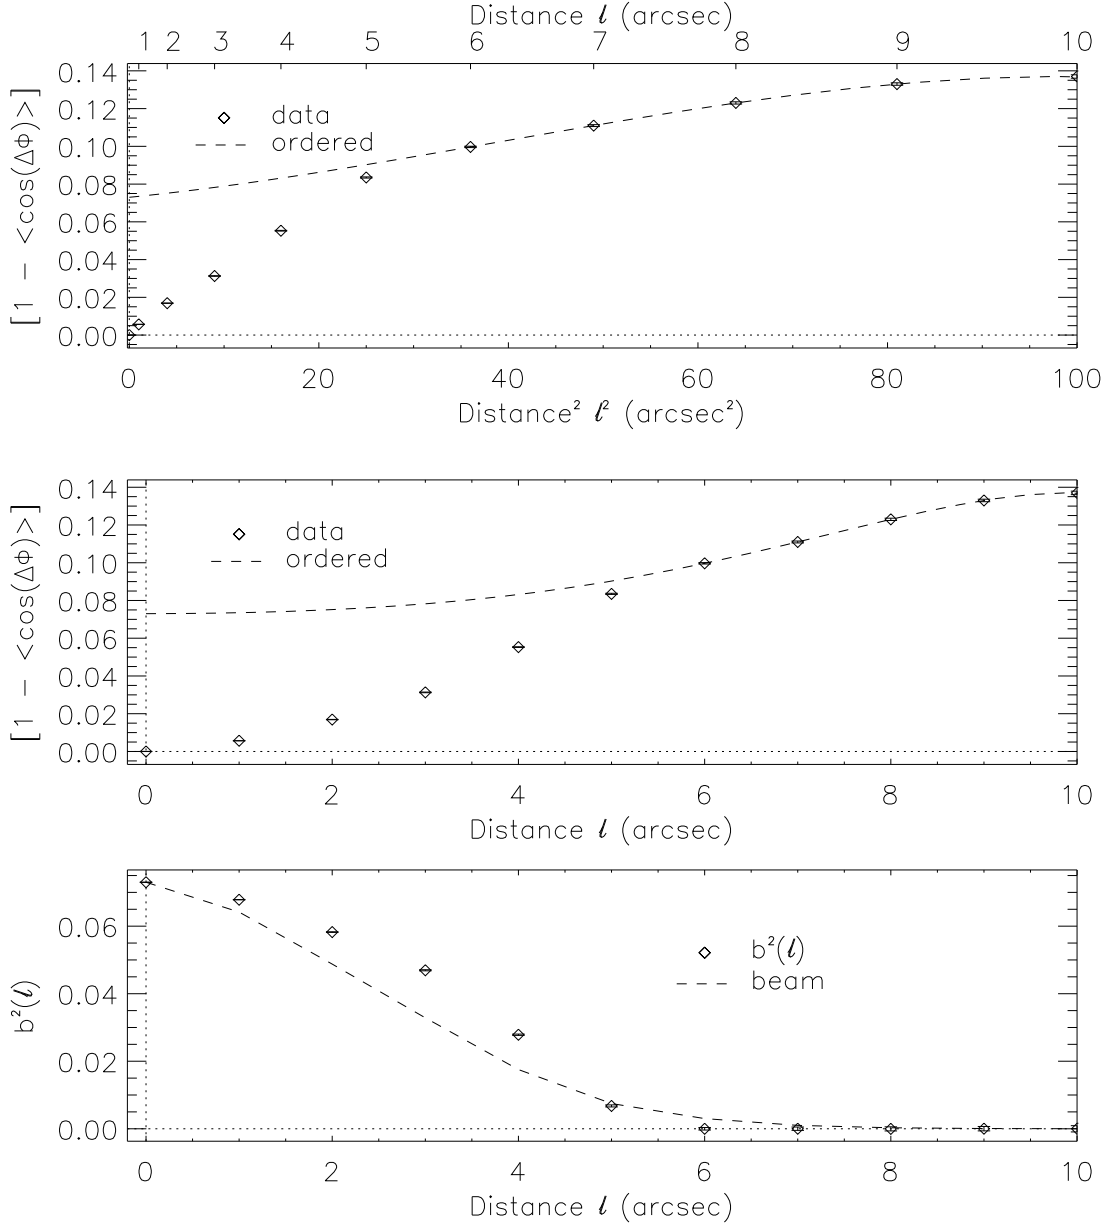 Distance ℓ (arcsec)
1 2 3 4 5 6 7 8 9 10
[1 − <cos(ΔΦ)>]
0.14
0.12
0.10
0.08
0.06
0.04
0.02
0.00
data
ordered
0 20 40 60 80 100
Distance² ℓ² (arcsec²)
[1 − <cos(ΔΦ)>]
0.14
0.12
0.10
0.08
0.06
0.04
0.02
0.00
data
ordered
0 2 4 6 8 10
Distance ℓ (arcsec)
b²(ℓ)
0.06
0.04
0.02
0.00
b²(ℓ)
beam
0 2 4 6 8 10
Distance ℓ (arcsec)